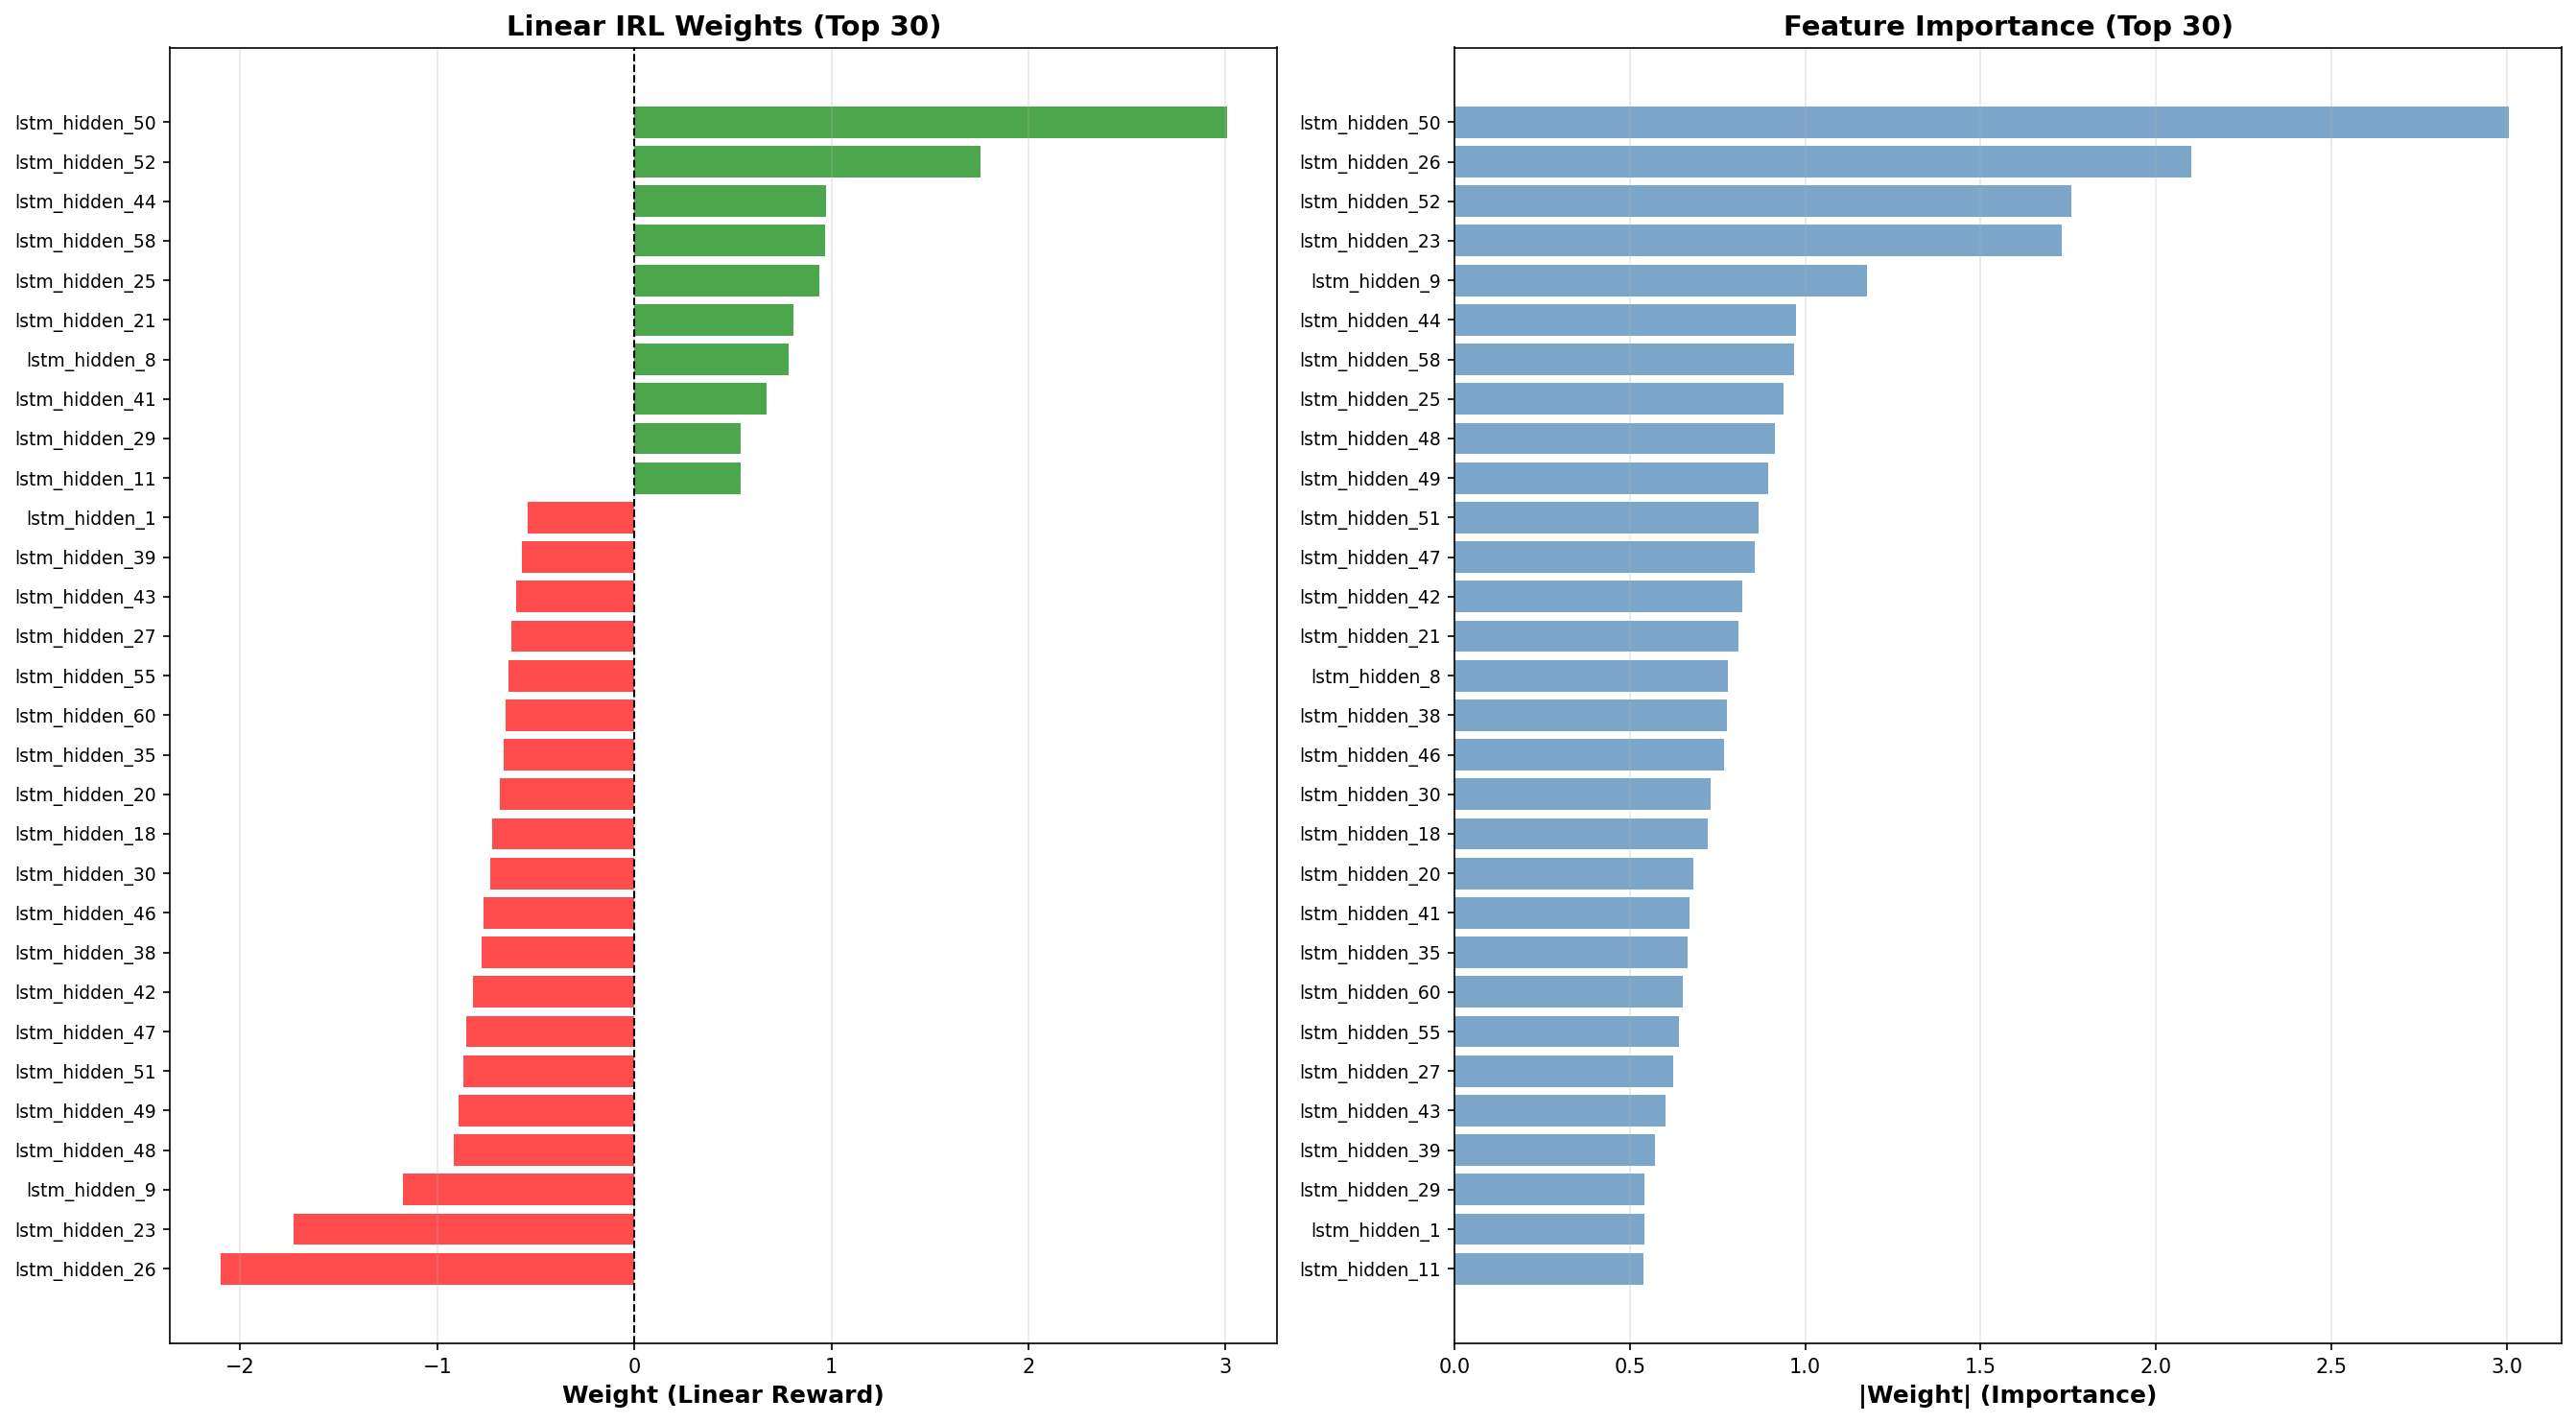 Linear IRL Weights (Top 30)
lstm_hidden_50
lstm_hidden_52
lstm_hidden_44
lstm_hidden_58
lstm_hidden_25
lstm_hidden_21
lstm_hidden_8
lstm_hidden_41
lstm_hidden_29
lstm_hidden_11
lstm_hidden_1
lstm_hidden_39
lstm_hidden_43
lstm_hidden_27
lstm_hidden_55
lstm_hidden_60
lstm_hidden_35
lstm_hidden_20
lstm_hidden_18
lstm_hidden_30
lstm_hidden_46
lstm_hidden_38
lstm_hidden_42
lstm_hidden_47
lstm_hidden_51
lstm_hidden_49
lstm_hidden_48
lstm_hidden_9
lstm_hidden_23
lstm_hidden_26
−2 −1 0 1 2 3
Weight (Linear Reward)
Feature Importance (Top 30)
lstm_hidden_50
lstm_hidden_26
lstm_hidden_52
lstm_hidden_23
lstm_hidden_9
lstm_hidden_44
lstm_hidden_58
lstm_hidden_25
lstm_hidden_48
lstm_hidden_49
lstm_hidden_51
lstm_hidden_47
lstm_hidden_42
lstm_hidden_21
lstm_hidden_8
lstm_hidden_38
lstm_hidden_46
lstm_hidden_30
lstm_hidden_18
lstm_hidden_20
lstm_hidden_41
lstm_hidden_35
lstm_hidden_60
lstm_hidden_55
lstm_hidden_27
lstm_hidden_43
lstm_hidden_39
lstm_hidden_29
lstm_hidden_1
lstm_hidden_11
0.0 0.5 1.0 1.5 2.0 2.5 3.0
|Weight| (Importance)